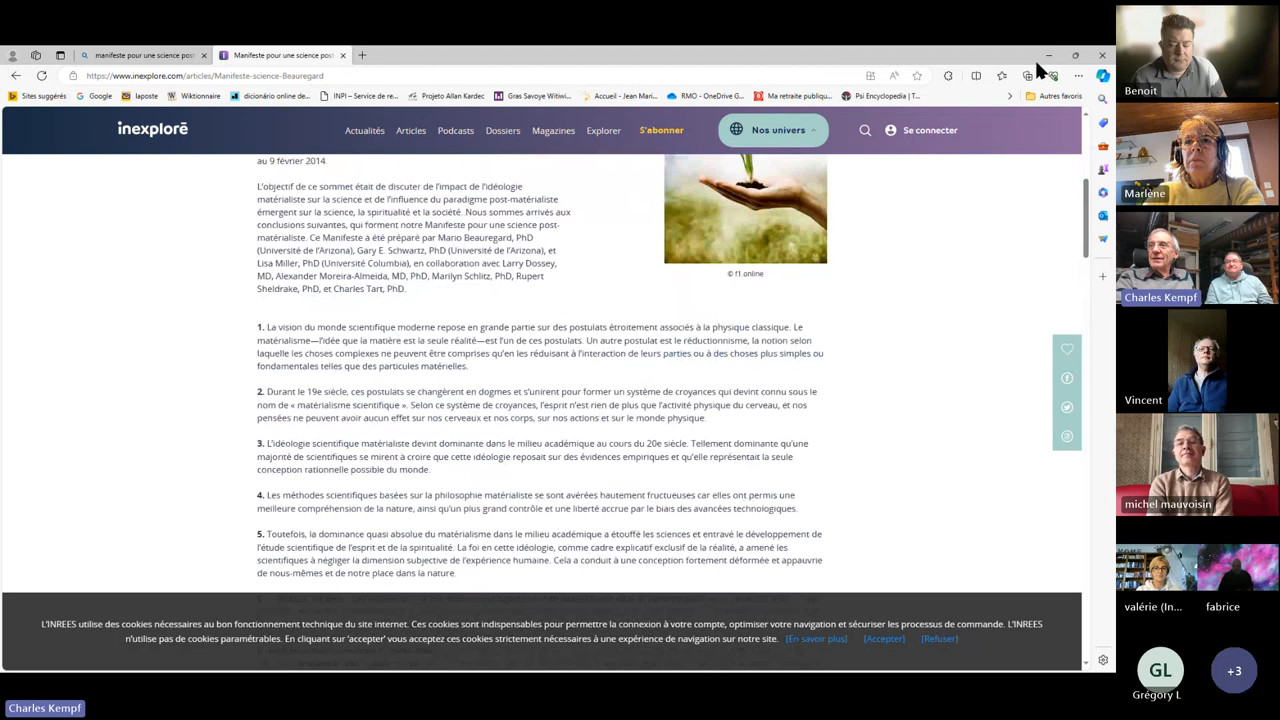 manifeste pour une science post
Manifeste pour une science post
https://www.inexplore.com/articles/Manifeste-science-Beauregard
Sites suggérés
Google
laposte
Wiktionnaire
dicionário online de...
INPI – Service de re...
Projeto Allan Kardec
Gras Savoye Witiwi...
Accueil - Jean Mari...
RMO - OneDrive G...
Ma retraite publiqu...
Psi Encyclopedia | T...
Autres favoris
inexploré
Actualités
Articles
Podcasts
Dossiers
Magazines
Explorer
S'abonner
Nos univers
Se connecter
au 9 février 2014
L'objectif de ce sommet était de discuter de l'impact de l'idéologie
matérialiste sur la science et de l'influence du paradigme post-matérialiste
émergent sur la science, la spiritualité et la société. Nous sommes arrivés aux
conclusions suivantes, qui forment notre Manifeste pour une science post-
matérialiste. Ce Manifeste a été préparé par Mario Beauregard, PhD
(Université de l'Arizona), Gary E. Schwartz, PhD (Université de l'Arizona), et
Lisa Miller, PhD (Université Columbia), en collaboration avec Larry Dossey,
MD, Alexander Moreira-Almeida, MD, PhD, Marilyn Schlitz, PhD, Rupert
Sheldrake, PhD, et Charles Tart, PhD.
© f1 online
1. La vision du monde scientifique moderne repose en grande partie sur des postulats étroitement associés à la physique classique. Le
matérialisme—l'idée que la matière est la seule réalité—est l'un de ces postulats. Un autre postulat est le réductionnisme, la notion selon
laquelle les choses complexes ne peuvent être comprises qu'en les réduisant à l'interaction de leurs parties ou à des choses plus simples ou
fondamentales telles que des particules matérielles.
2. Durant le 19e siècle, ces postulats se changèrent en dogmes et s'unirent pour former un système de croyances qui devint connu sous le
nom de « matérialisme scientifique ». Selon ce système de croyances, l'esprit n'est rien de plus que l'activité physique du cerveau, et nos
pensées ne peuvent avoir aucun effet sur nos cerveaux et nos corps, sur nos actions et sur le monde physique.
3. L'idéologie scientifique matérialiste devint dominante dans le milieu académique au cours du 20e siècle. Tellement dominante qu'une
majorité de scientifiques se mirent à croire que cette idéologie reposait sur des évidences empiriques et qu'elle représentait la seule
conception rationnelle possible du monde.
4. Les méthodes scientifiques basées sur la philosophie matérialiste se sont avérées hautement fructueuses car elles ont permis une
meilleure compréhension de la nature, ainsi qu'un plus grand contrôle et une liberté accrue par le biais des avancées technologiques.
5. Toutefois, la dominance quasi absolue du matérialisme dans le milieu académique a étouffé les sciences et entravé le développement de
l'étude scientifique de l'esprit et de la spiritualité. La foi en cette idéologie, comme cadre explicatif exclusif de la réalité, a amené les
scientifiques à négliger la dimension subjective de l'expérience humaine. Cela a conduit à une conception fortement déformée et appauvrie
de nous-mêmes et de notre place dans la nature.
L'INREES utilise des cookies nécessaires au bon fonctionnement technique du site internet. Ces cookies sont indispensables pour permettre la connexion à votre compte, optimiser votre navigation et sécuriser les processus de commande. L'INREES
n'utilise pas de cookies paramétrables. En cliquant sur 'accepter' vous acceptez ces cookies strictement nécessaires à une expérience de navigation sur notre site. [En savoir plus] [Accepter] [Refuser]
Charles Kempf
Benoit
Marlène
Charles Kempf
Vincent
michel mauvoisin
valérie (In...
fabrice
GL
Grégory L
+3